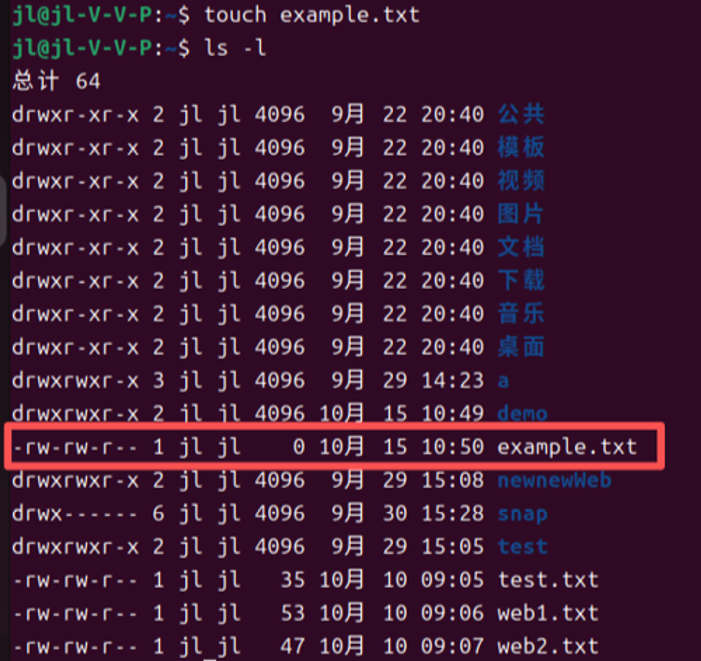 jl@jl-V-V-P:~$ touch example.txt
jl@jl-V-V-P:~$ ls -l
总计 64
drwxr-xr-x 2 jl jl 4096  9月 22 20:40 公共
drwxr-xr-x 2 jl jl 4096  9月 22 20:40 模板
drwxr-xr-x 2 jl jl 4096  9月 22 20:40 视频
drwxr-xr-x 2 jl jl 4096  9月 22 20:40 图片
drwxr-xr-x 2 jl jl 4096  9月 22 20:40 文档
drwxr-xr-x 2 jl jl 4096  9月 22 20:40 下载
drwxr-xr-x 2 jl jl 4096  9月 22 20:40 音乐
drwxr-xr-x 2 jl jl 4096  9月 22 20:40 桌面
drwxrwxr-x 3 jl jl 4096  9月 29 14:23 a
drwxrwxr-x 2 jl jl 4096 10月 15 10:49 demo
-rw-rw-r-- 1 jl jl    0 10月 15 10:50 example.txt
drwxrwxr-x 2 jl jl 4096  9月 29 15:08 newnewWeb
drwx------ 6 jl jl 4096  9月 30 15:28 snap
drwxrwxr-x 2 jl jl 4096  9月 29 15:05 test
-rw-rw-r-- 1 jl jl   35 10月 10 09:05 test.txt
-rw-rw-r-- 1 jl jl   53 10月 10 09:06 web1.txt
-rw-rw-r-- 1 jl jl   47 10月 10 09:07 web2.txt